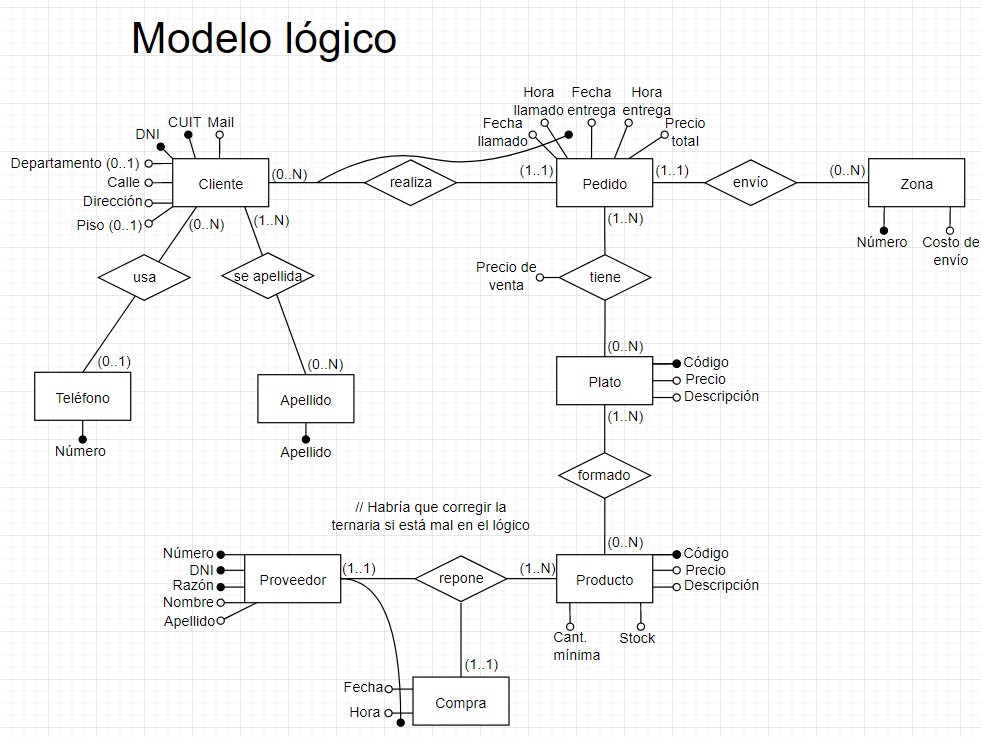 Modelo lógico
Hora
llamado
Fecha
entrega
Hora
entrega
Fecha
llamado
Precio
total
DNI
CUIT
Mail
Departamento (0..1)
Calle
Dirección
Piso (0..1)
Cliente
(0..N)
realiza
(1..1)
Pedido
(1..1)
envío
(0..N)
Zona
(0..N)
(1..N)
(1..N)
Número
Costo de
envío
usa
se apellida
Precio de
venta
tiene
(0..1)
(0..N)
(0..N)
Teléfono
Apellido
Plato
Código
Precio
Descripción
Número
Apellido
(1..N)
formado
// Habría que corregir la
ternaria si está mal en el lógico
(0..N)
Número
DNI
Razón
Nombre
Apellido
Proveedor
(1..1)
repone
(1..N)
Producto
Código
Precio
Descripción
Cant.
mínima
Stock
(1..1)
Fecha
Hora
Compra